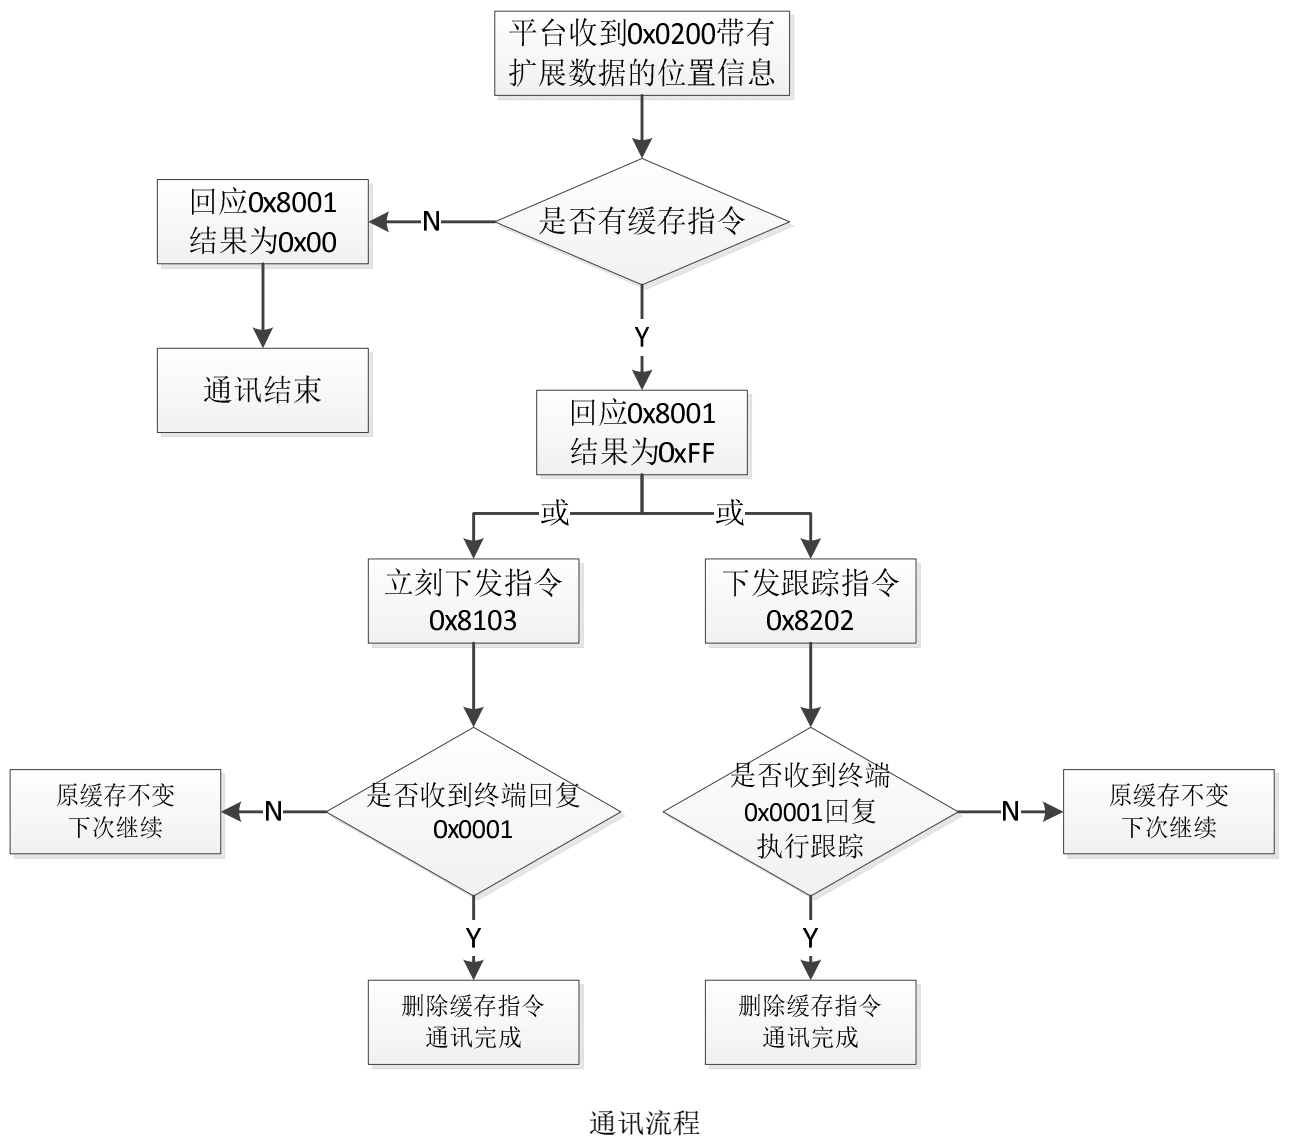 平台收到0x0200带有
扩展数据的位置信息
是否有缓存指令
N
回应0x8001
结果为0x00
通讯结束
Y
回应0x8001
结果为0xFF
或
或
立刻下发指令
0x8103
下发跟踪指令
0x8202
是否收到终端回复
0x0001
N
原缓存不变
下次继续
是否收到终端
0x0001回复
执行跟踪
N
原缓存不变
下次继续
Y
Y
删除缓存指令
通讯完成
删除缓存指令
通讯完成
通讯流程